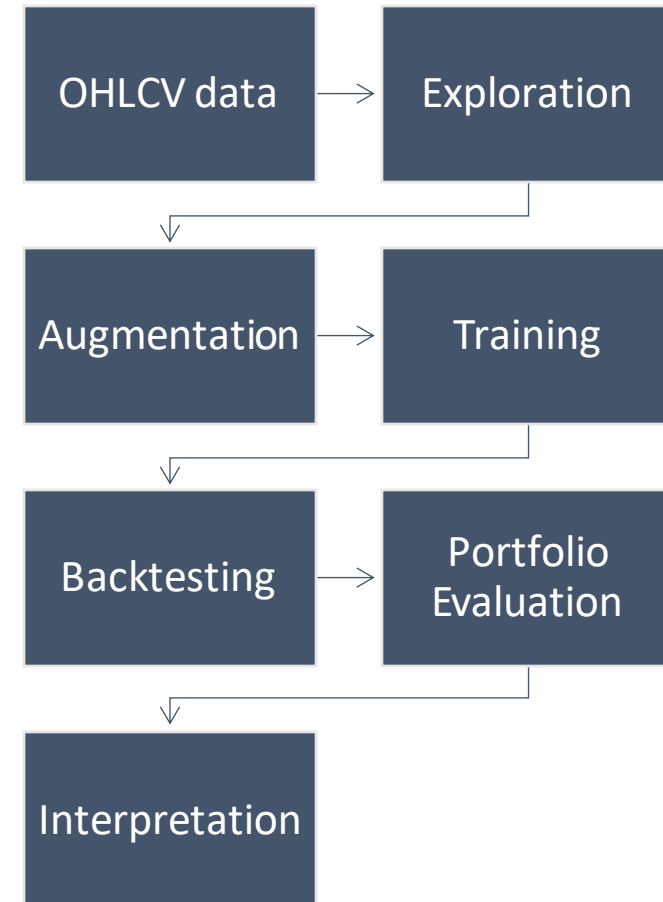 OHLCV data
Exploration
Augmentation
Training
Backtesting
Portfolio
Evaluation
Interpretation